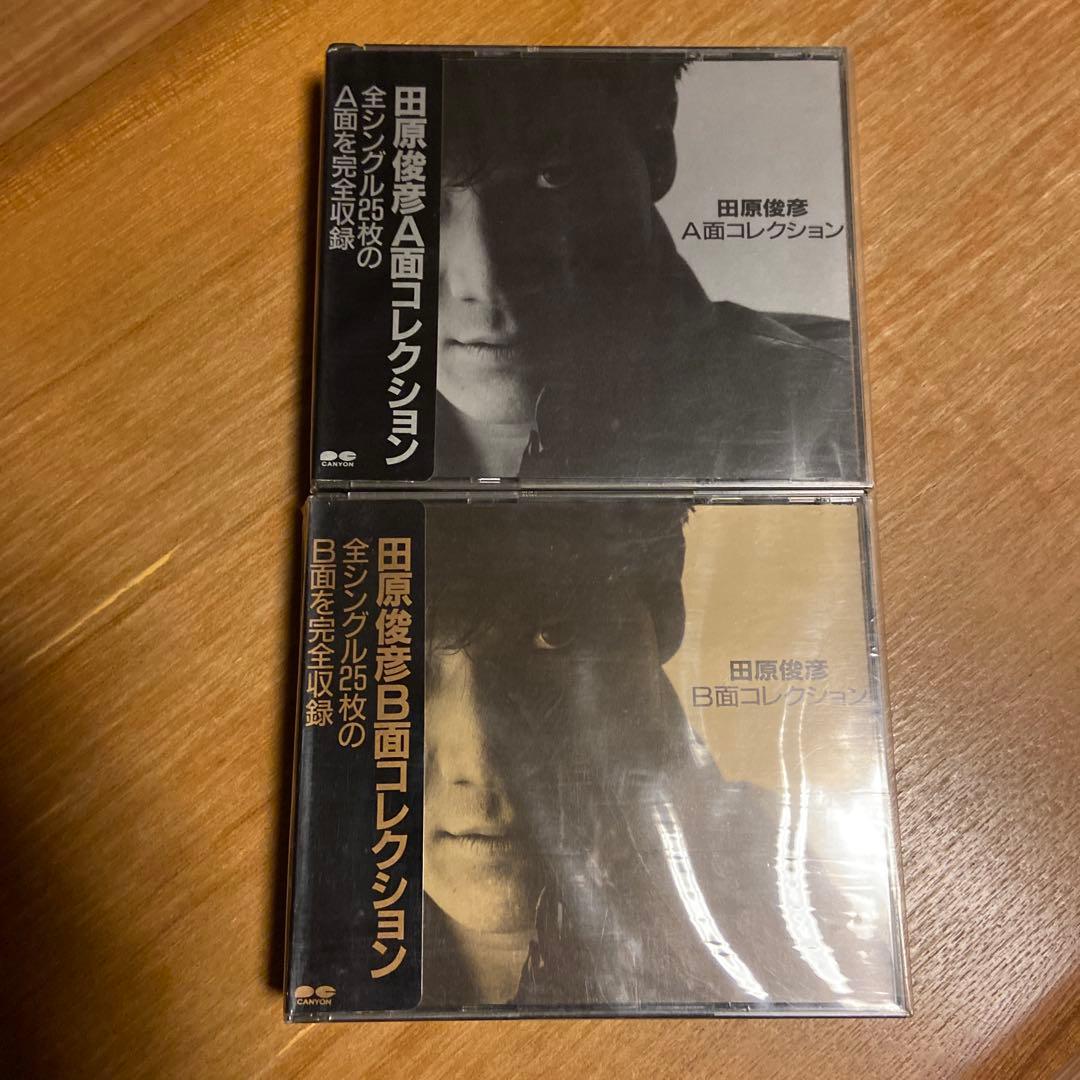 田原俊彦A面コレクション
全シングル25枚の
A面を完全収録
CANYON
田原俊彦
A面コレクション
田原俊彦B面コレクション
全シングル25枚の
B面を完全収録
CANYON
田原俊彦
B面コレクション